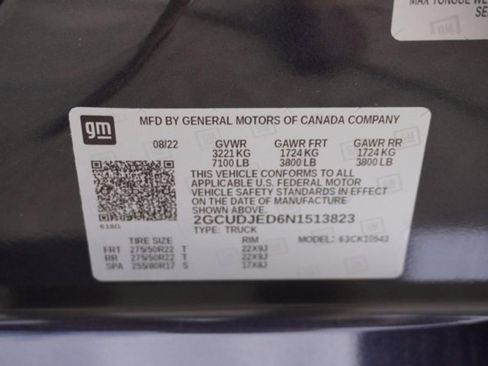 MAX TONGUE WE
gm
MFD BY GENERAL MOTORS OF CANADA COMPANY
08/22 GVWR GAWR FRT GAWR RR
3221 KG 1724 KG 1724 KG
7100 LB 3800 LB 3800 LB
THIS VEHICLE CONFORMS TO ALL
APPLICABLE U.S. FEDERAL MOTOR
VEHICLE SAFETY STANDARDS IN EFFECT
ON THE DATE OF MANUFACTURE
SHOWN ABOVE.
2GCUDJED6N1513823
TYPE: TRUCK
TIRE SIZE RIM MODEL: 63CK10543
FRT 275/50R22 T 22X9J
RR 275/50R22 T 22X9J
SPA 255/80R17 S 17X8J